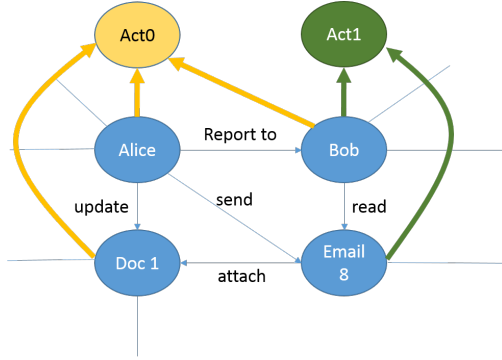 Act0
Act1
Alice
Report to
Bob
update
send
read
Doc 1
attach
Email
8